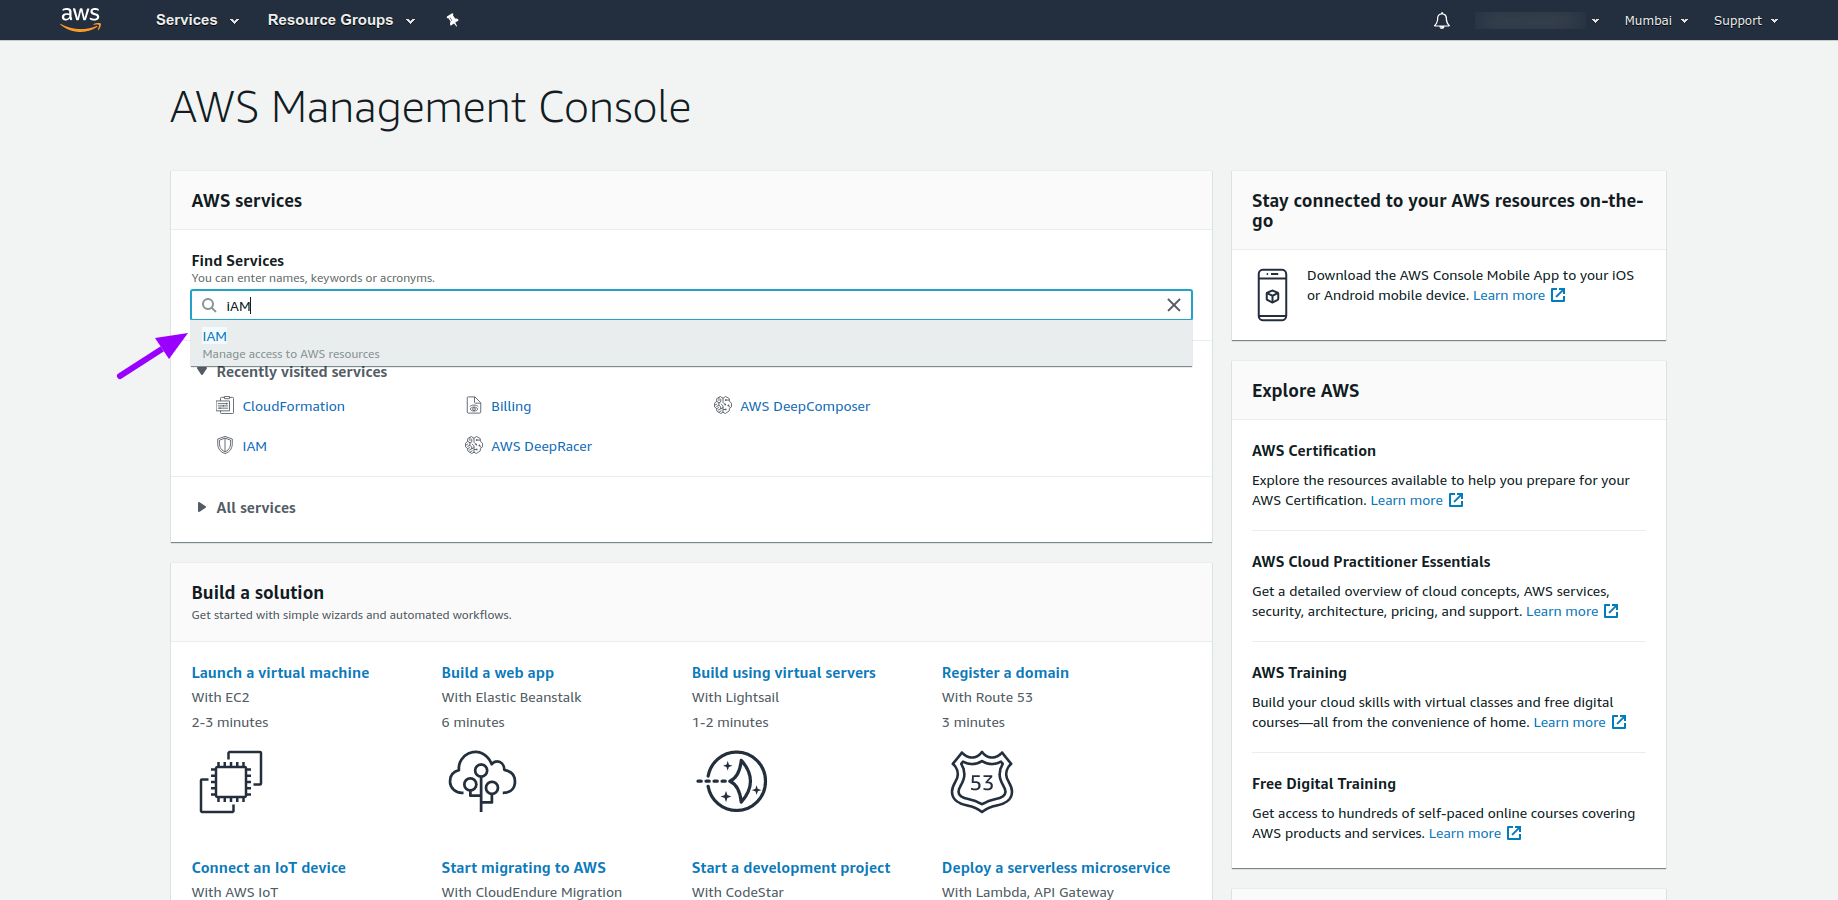 aws
Services
Resource Groups
Mumbai
Support
AWS Management Console
AWS services
Find Services
You can enter names, keywords or acronyms.
iAM
IAM
Manage access to AWS resources
Recently visited services
CloudFormation
Billing
AWS DeepComposer
IAM
AWS DeepRacer
All services
Build a solution
Get started with simple wizards and automated workflows.
Launch a virtual machine
With EC2
2-3 minutes
Build a web app
With Elastic Beanstalk
6 minutes
Build using virtual servers
With Lightsail
1-2 minutes
Register a domain
With Route 53
3 minutes
53
Connect an IoT device
With AWS IoT
Start migrating to AWS
With CloudEndure Migration
Start a development project
With CodeStar
Deploy a serverless microservice
With Lambda, API Gateway
Stay connected to your AWS resources on-the-
go
Download the AWS Console Mobile App to your iOS
or Android mobile device. Learn more
Explore AWS
AWS Certification
Explore the resources available to help you prepare for your
AWS Certification. Learn more
AWS Cloud Practitioner Essentials
Get a detailed overview of cloud concepts, AWS services,
security, architecture, pricing, and support. Learn more
AWS Training
Build your cloud skills with virtual classes and free digital
courses—all from the convenience of home. Learn more
Free Digital Training
Get access to hundreds of self-paced online courses covering
AWS products and services. Learn more